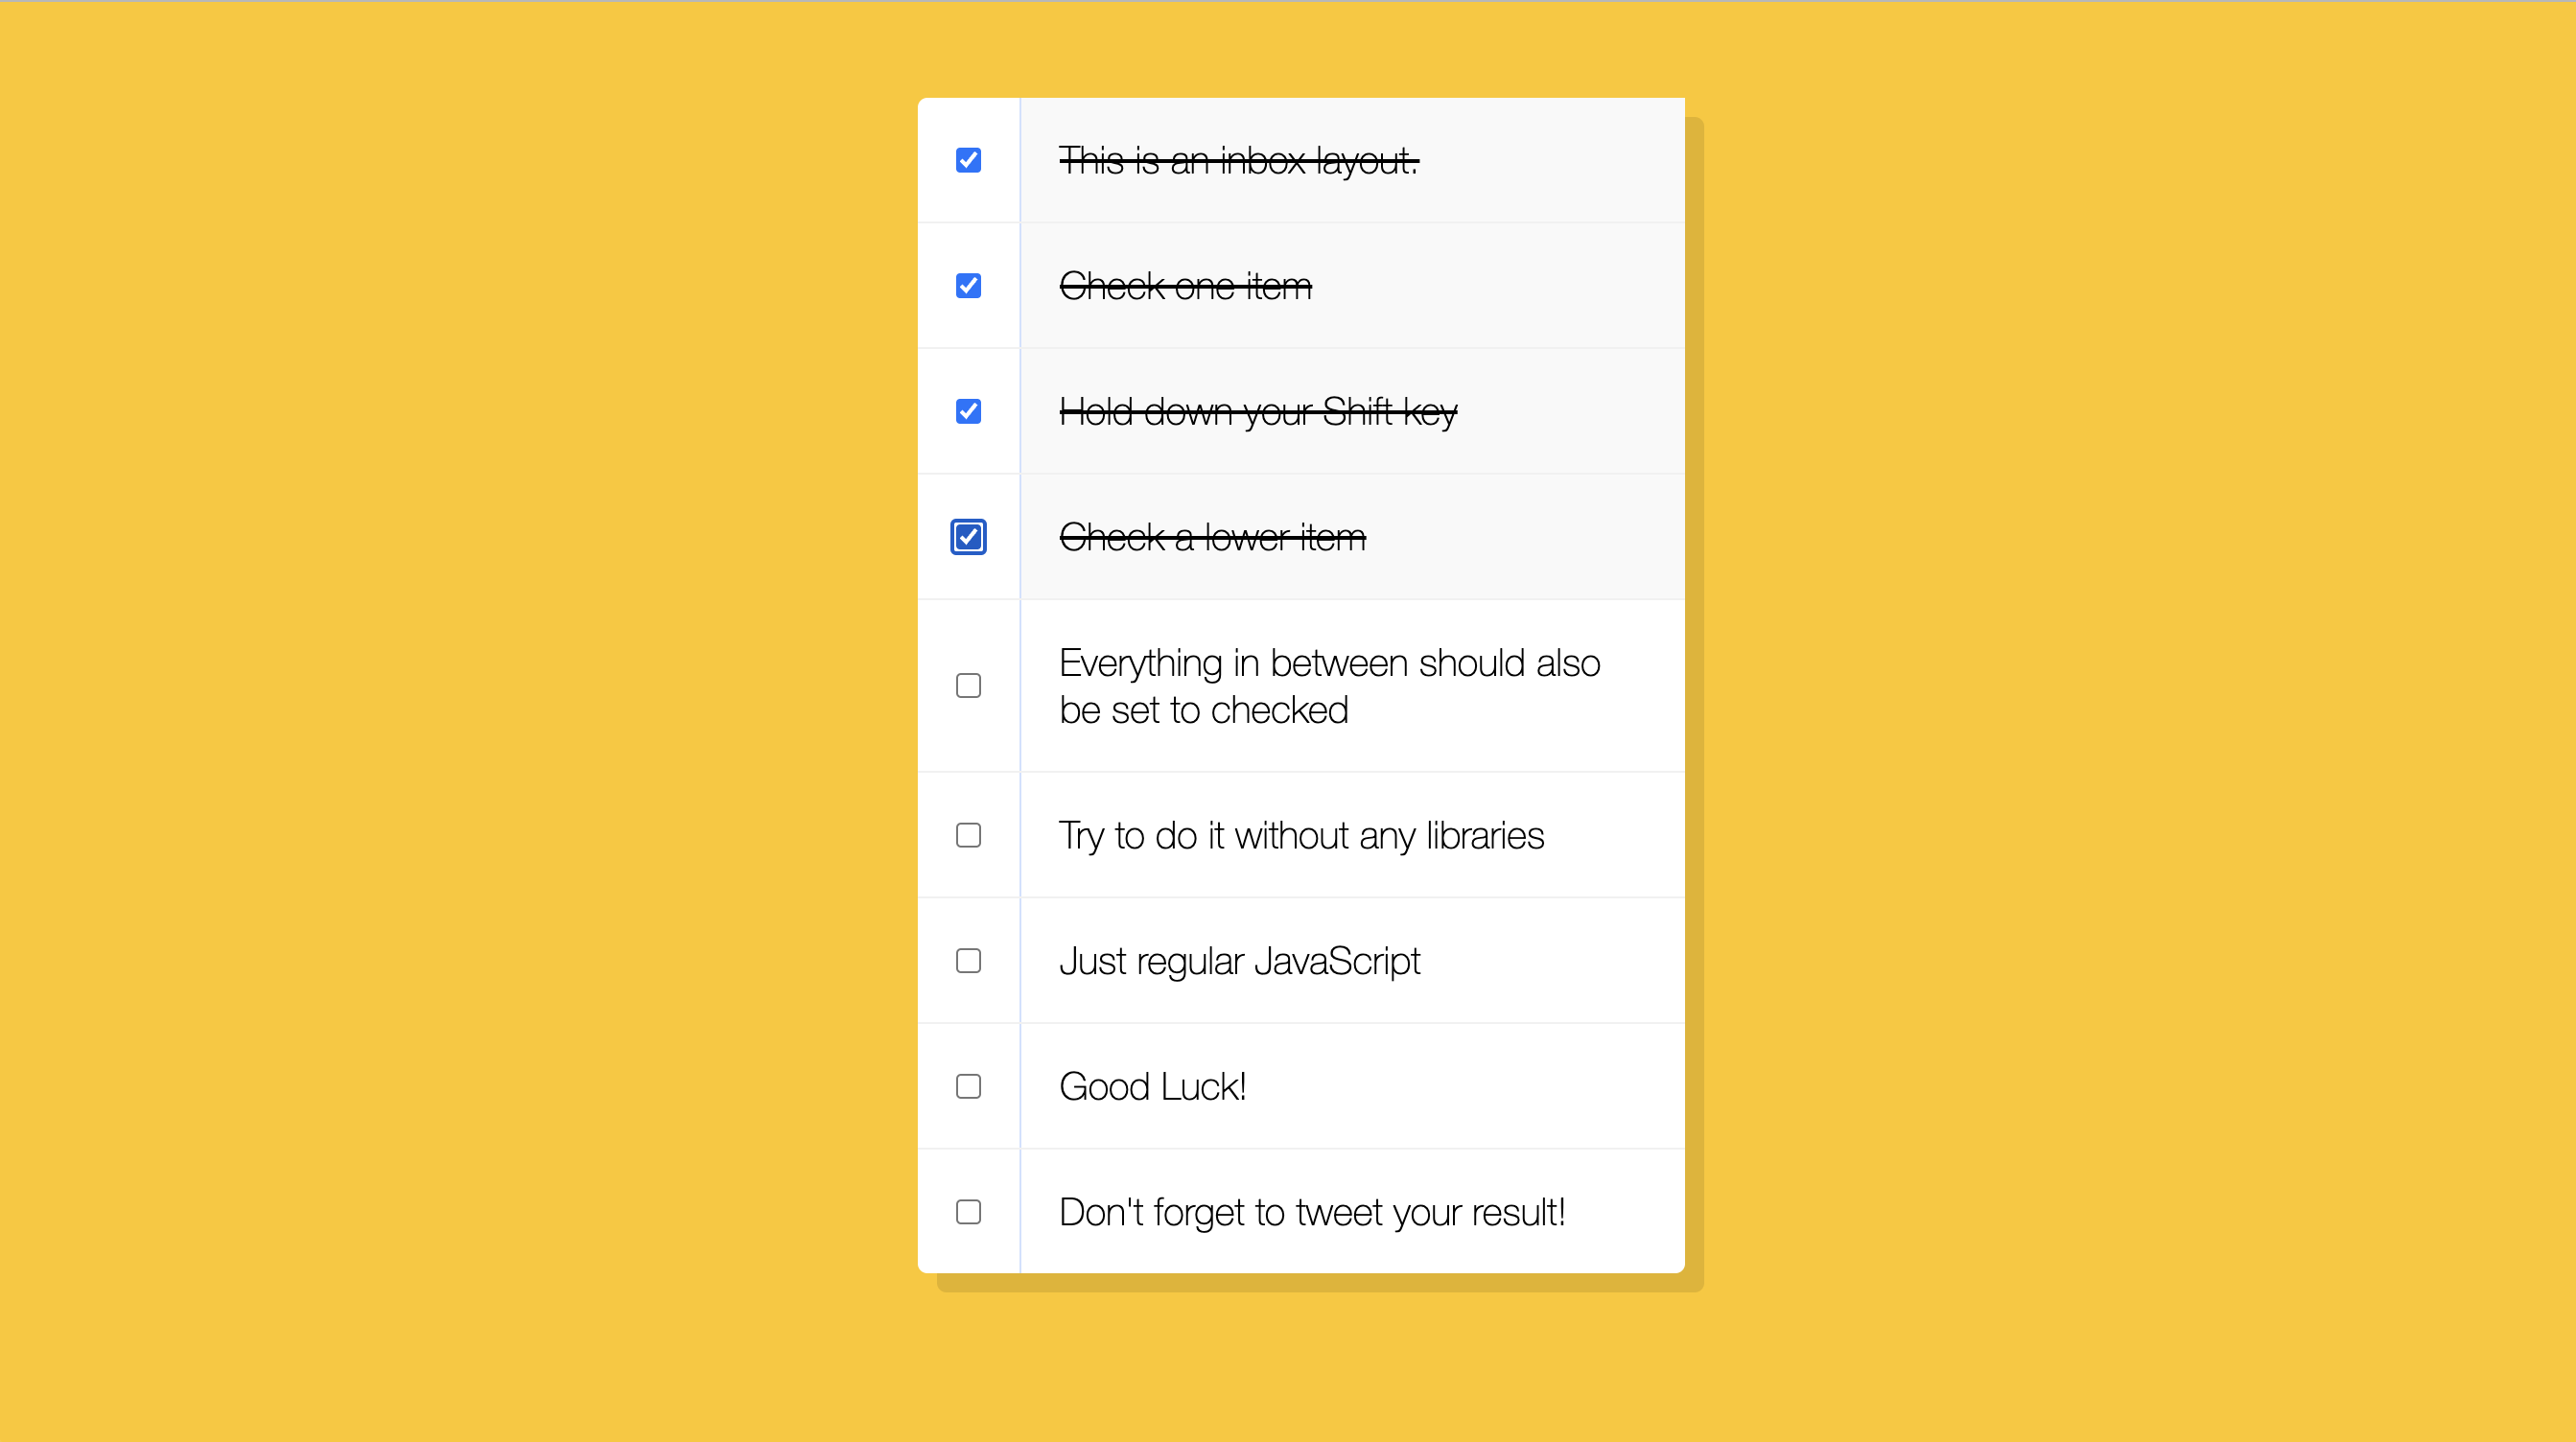 This is an inbox layout.
Check one item
Hold down your Shift key
Check a lower item
Everything in between should also
be set to checked
Try to do it without any libraries
Just regular JavaScript
Good Luck!
Don't forget to tweet your result!